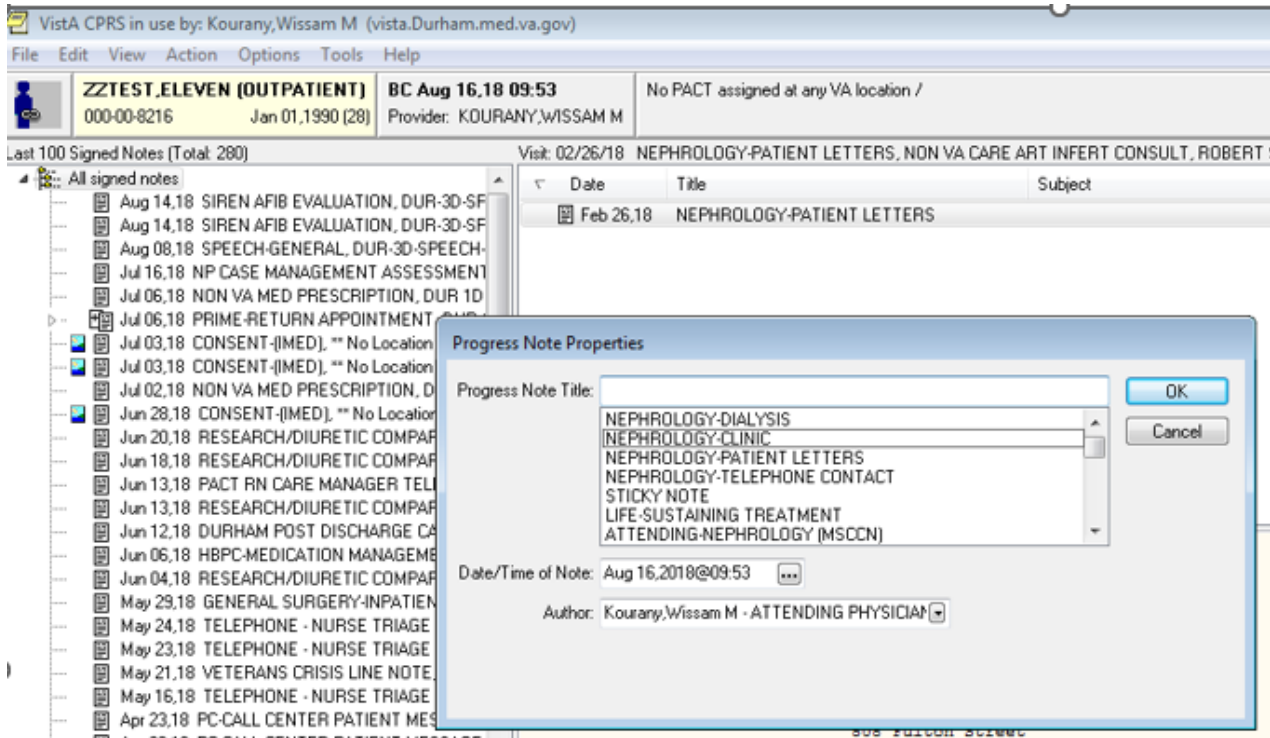 VistA CPRS in use by: Kourany,Wissam M (vista.Durham.med.va.gov)
File Edit View Action Options Tools Help
ZZTEST,ELEVEN (OUTPATIENT) BC Aug 16,18 09:53 No PACT assigned at any VA location /
000-00-8216 Jan 01,1990 (28) Provider: KOURANY,WISSAM M
Last 100 Signed Notes (Total: 280) Visit: 02/26/18 NEPHROLOGY-PATIENT LETTERS, NON VA CARE ART INFERT CONSULT, ROBERT
All signed notes
Date Title Subject
Feb 26,18 NEPHROLOGY-PATIENT LETTERS
Aug 14,18 SIREN AFIB EVALUATION, DUR-3D-SP
Aug 14,18 SIREN AFIB EVALUATION, DUR-3D-SP
Aug 08,18 SPEECH-GENERAL, DUR-3D-SPEECH-
Jul 16,18 NP CASE MANAGEMENT ASSESSMENT
Jul 06,18 NON VA MED PRESCRIPTION, DUR 1D
Jul 06,18 PRIME-RETURN APPOINTMENT
Jul 03,18 CONSENT-(IMED), ** No Location
Jul 03,18 CONSENT-(IMED), ** No Location
Jul 02,18 NON VA MED PRESCRIPTION, D
Jun 28,18 CONSENT-(IMED), ** No Location
Jun 20,18 RESEARCH/DIURETIC COMPAR
Jun 18,18 RESEARCH/DIURETIC COMPAR
Jun 13,18 PACT RN CARE MANAGER TELE
Jun 13,18 RESEARCH/DIURETIC COMPAR
Jun 12,18 DURHAM POST DISCHARGE CA
Jun 06,18 HBPC-MEDICATION MANAGEME
Jun 04,18 RESEARCH/DIURETIC COMPAR
May 29,18 GENERAL SURGERY-INPATIEN
May 24,18 TELEPHONE - NURSE TRIAGE
May 23,18 TELEPHONE - NURSE TRIAGE
May 21,18 VETERANS CRISIS LINE NOTE,
May 16,18 TELEPHONE - NURSE TRIAGE
Apr 23,18 PC-CALL CENTER PATIENT MES
Progress Note Properties
Progress Note Title:
OK
Cancel
NEPHROLOGY-DIALYSIS
NEPHROLOGY-CLINIC
NEPHROLOGY-PATIENT LETTERS
NEPHROLOGY-TELEPHONE CONTACT
STICKY NOTE
LIFE-SUSTAINING TREATMENT
ATTENDING-NEPHROLOGY (MSCCN)
Date/Time of Note: Aug 16,2018@09:53 ...
Author: Kourany,Wissam M - ATTENDING PHYSICIAN